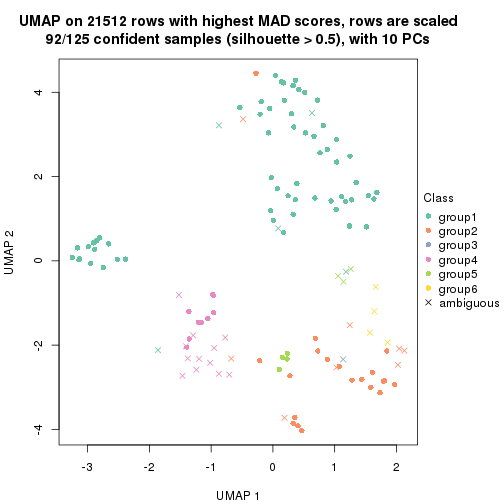 UMAP on 21512 rows with highest MAD scores, rows are scaled
92/125 confident samples (silhouette > 0.5), with 10 PCs
4
2
0
-2
-4
UMAP 2
-3
-2
-1
0
1
2
UMAP 1
Class
group1
group2
group3
group4
group5
group6
ambiguous